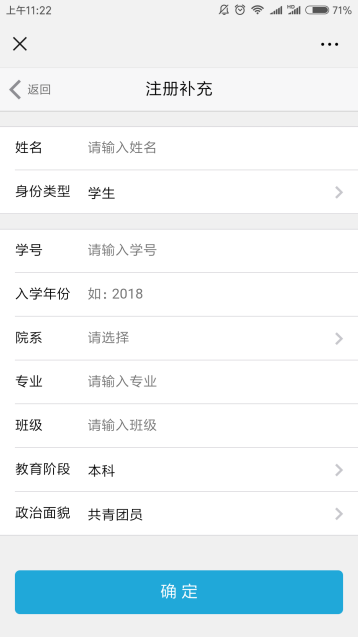 上午11:22 71%
返回 注册补充
姓名 请输入姓名
身份类型 学生
学号 请输入学号
入学年份 如: 2018
院系 请选择
专业 请输入专业
班级 请输入班级
教育阶段 本科
政治面貌 共青团员
确 定